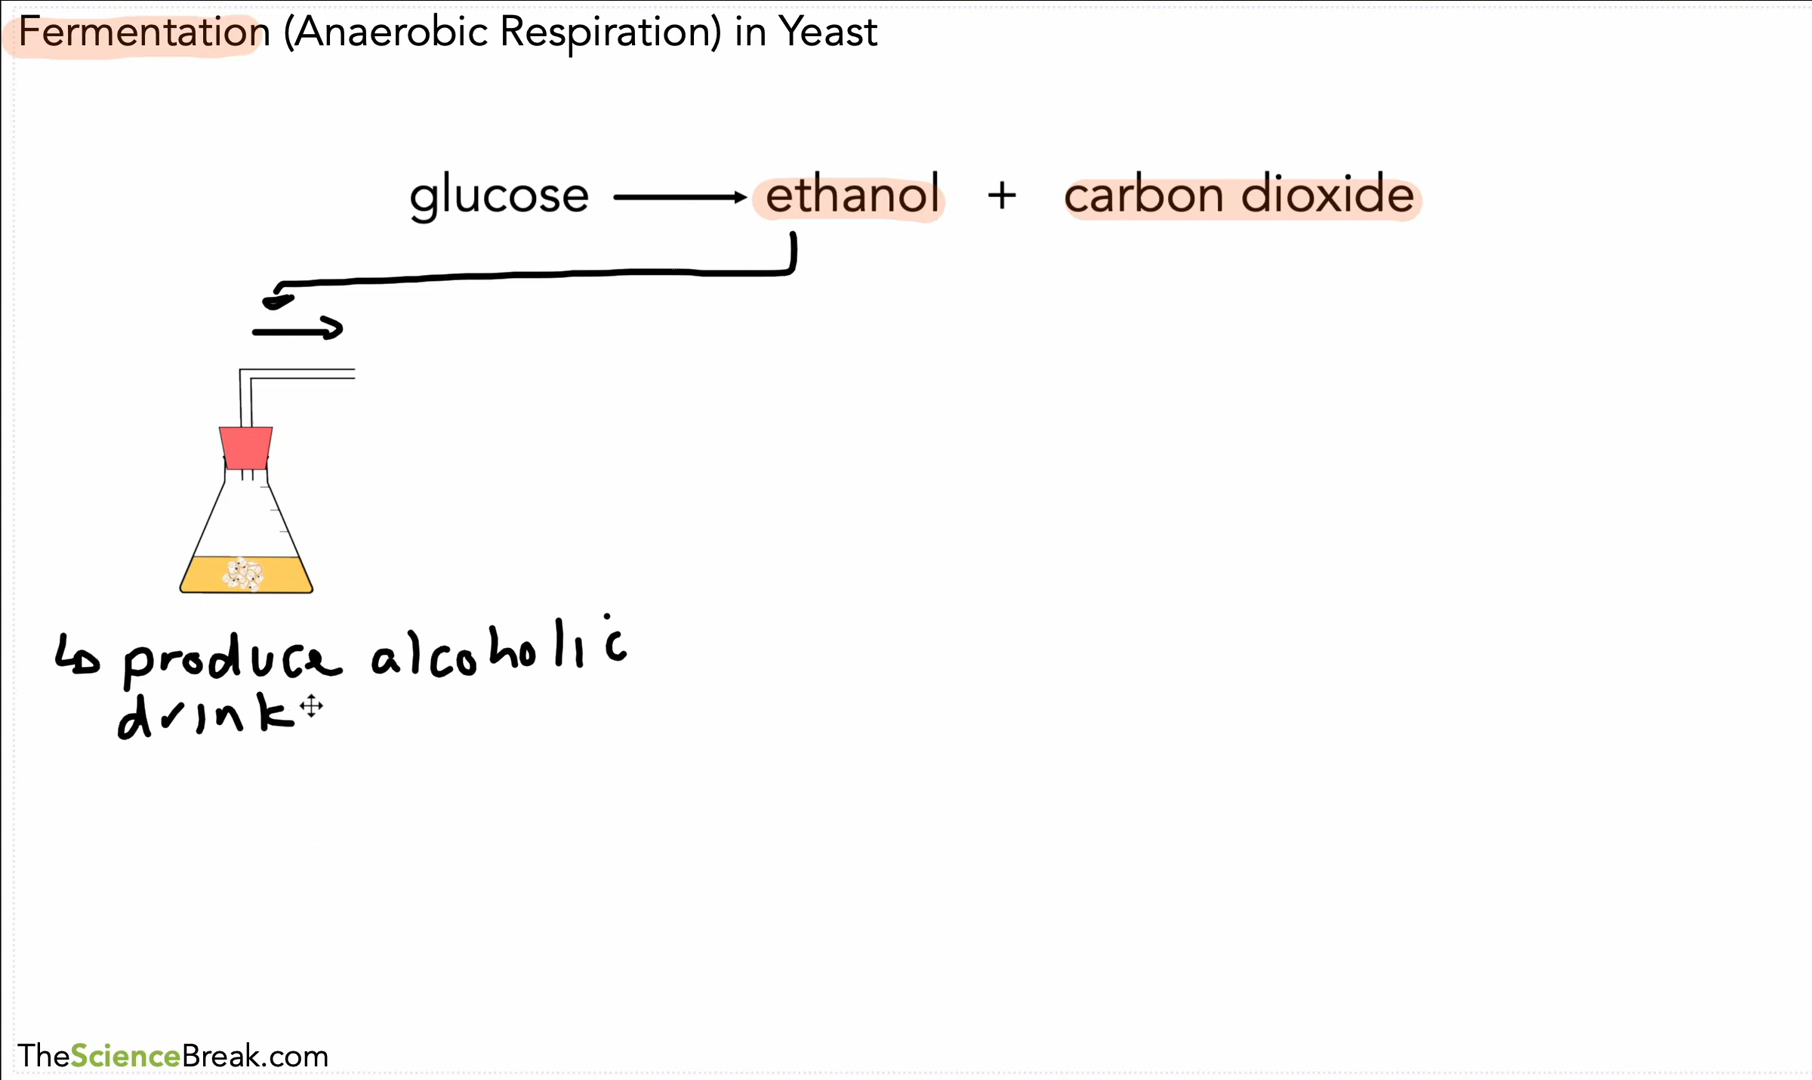 Fermentation (Anaerobic Respiration) in Yeast
glucose ⟶ ethanol + carbon dioxide
↳ produce alcoholic
drink
TheScienceBreak.com